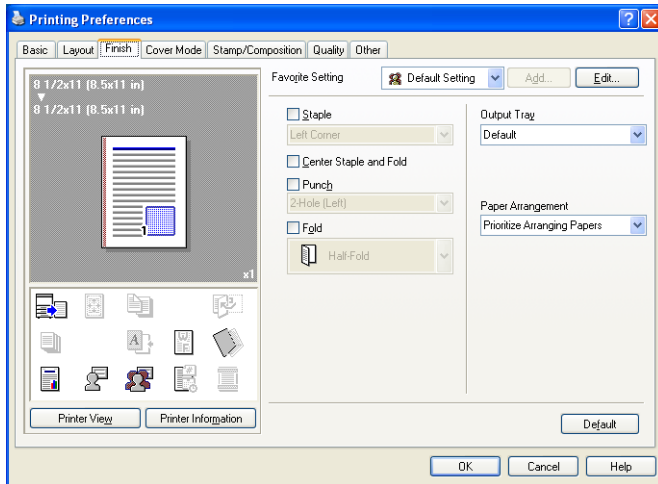 Printing Preferences
Basic Layout Finish Cover Mode Stamp/Composition Quality Other
8 1/2x11 (8.5x11 in)
8 1/2x11 (8.5x11 in)
1
x1
Printer View Printer Information
Favorite Setting Default Setting Add... Edit...
Staple
Left Corner
Center Staple and Fold
Punch
2-Hole (Left)
Fold
Half-Fold
Output Tray
Default
Paper Arrangement
Prioritize Arranging Papers
Default
OK Cancel Help